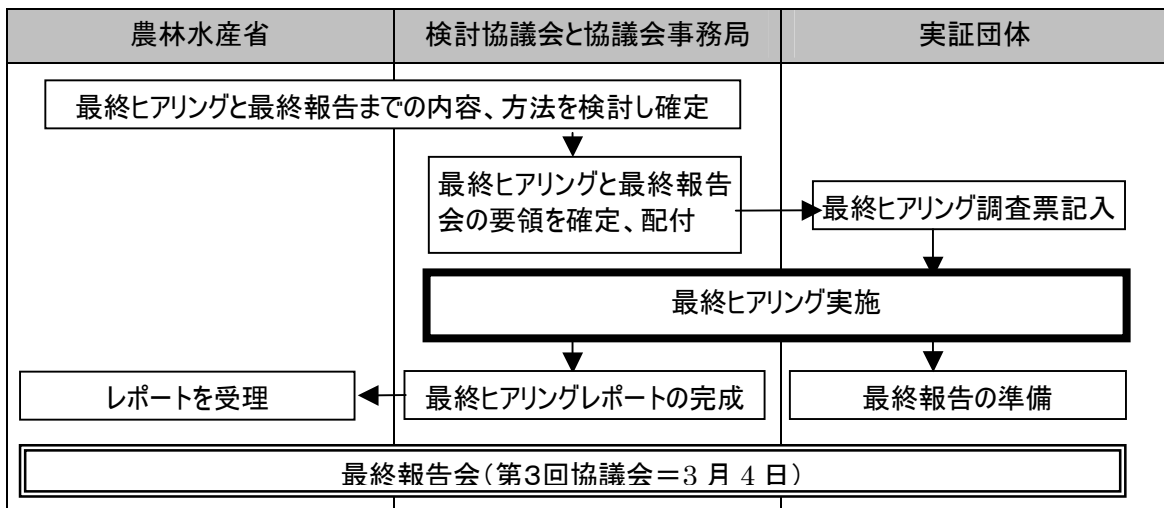 農林水産省
検討協議会と協議会事務局
実証団体
最終ヒアリングと最終報告までの内容、方法を検討し確定
最終ヒアリングと最終報告
会の要領を確定、配付
最終ヒアリング調査票記入
最終ヒアリング実施
レポートを受理
最終ヒアリングレポートの完成
最終報告の準備
最終報告会(第3回協議会=3 月 4 日)